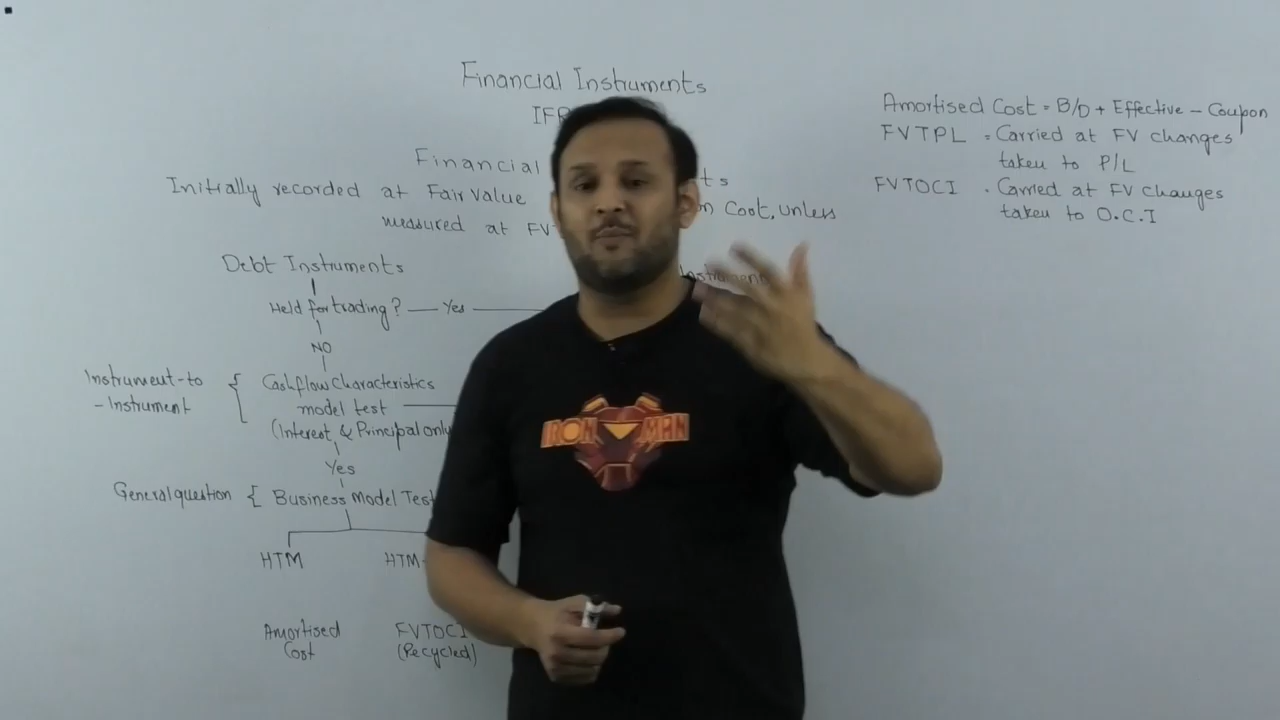 Financial Instruments
IFR
Financial
ts
Initially recorded at Fair Value
n Cost, unless
measured at FV
Debt Instruments
Instrument
Held for trading? — Yes
NO
Instrument-to
-Instrument
Cashflow Characteristics
model test
(Interest & Principal only
Yes
General question { Business Model Test
HTM HTM
Amortised
Cost
FVTOCI
(Recycled)
Amortised Cost = B/D + Effective - Coupon
FVTPL = Carried at FV changes
taken to P/L
FVTOCI . Carried at FV changes
taken to O.C.I
IRON MAN